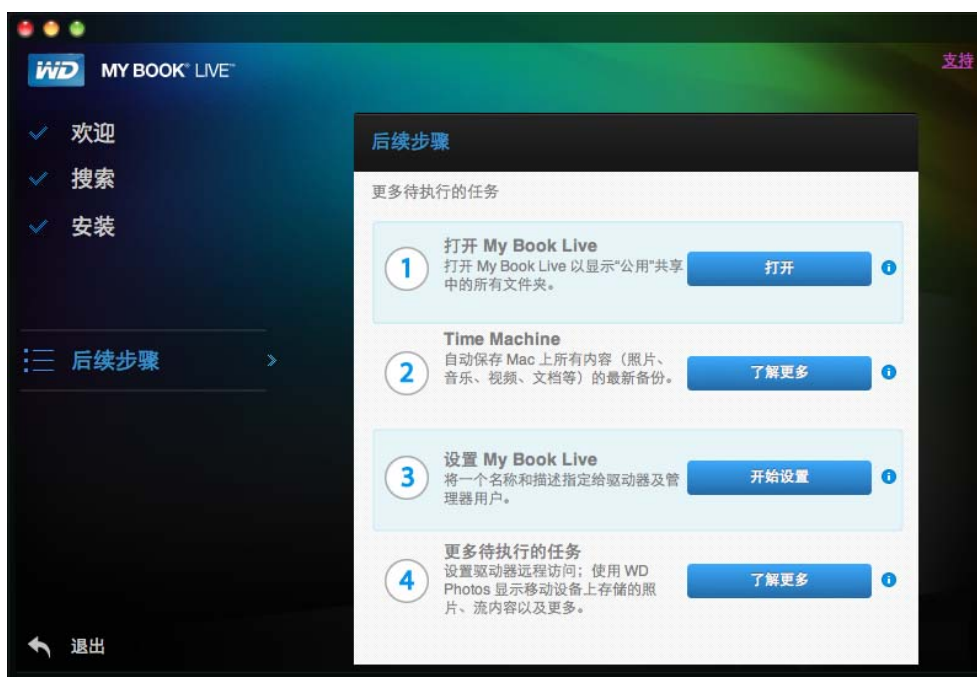 WD MY BOOK® LIVE™
支持
欢迎
搜索
安装
后续步骤
退出
后续步骤
更多待执行的任务
1
打开 My Book Live
打开 My Book Live 以显示“公用”共享
中的所有文件夹。
打开
2
Time Machine
自动保存 Mac 上所有内容（照片、
音乐、视频、文档等）的最新备份。
了解更多
3
设置 My Book Live
将一个名称和描述指定给驱动器及管
理器用户。
开始设置
4
更多待执行的任务
设置驱动器远程访问；使用 WD
Photos 显示移动设备上存储的照
片、流内容以及更多。
了解更多